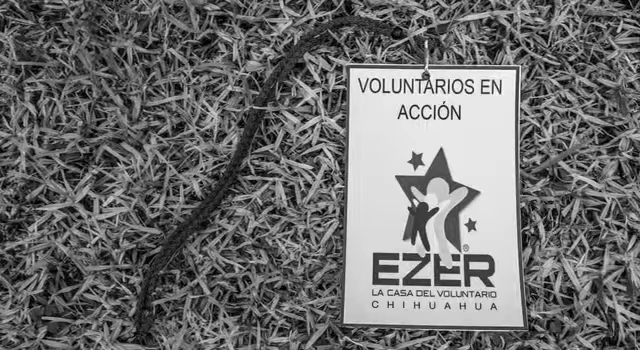 VOLUNTARIOS EN
ACCIÓN
®
EZER
LA CASA DEL VOLUNTARIO
CHIHUAHUA